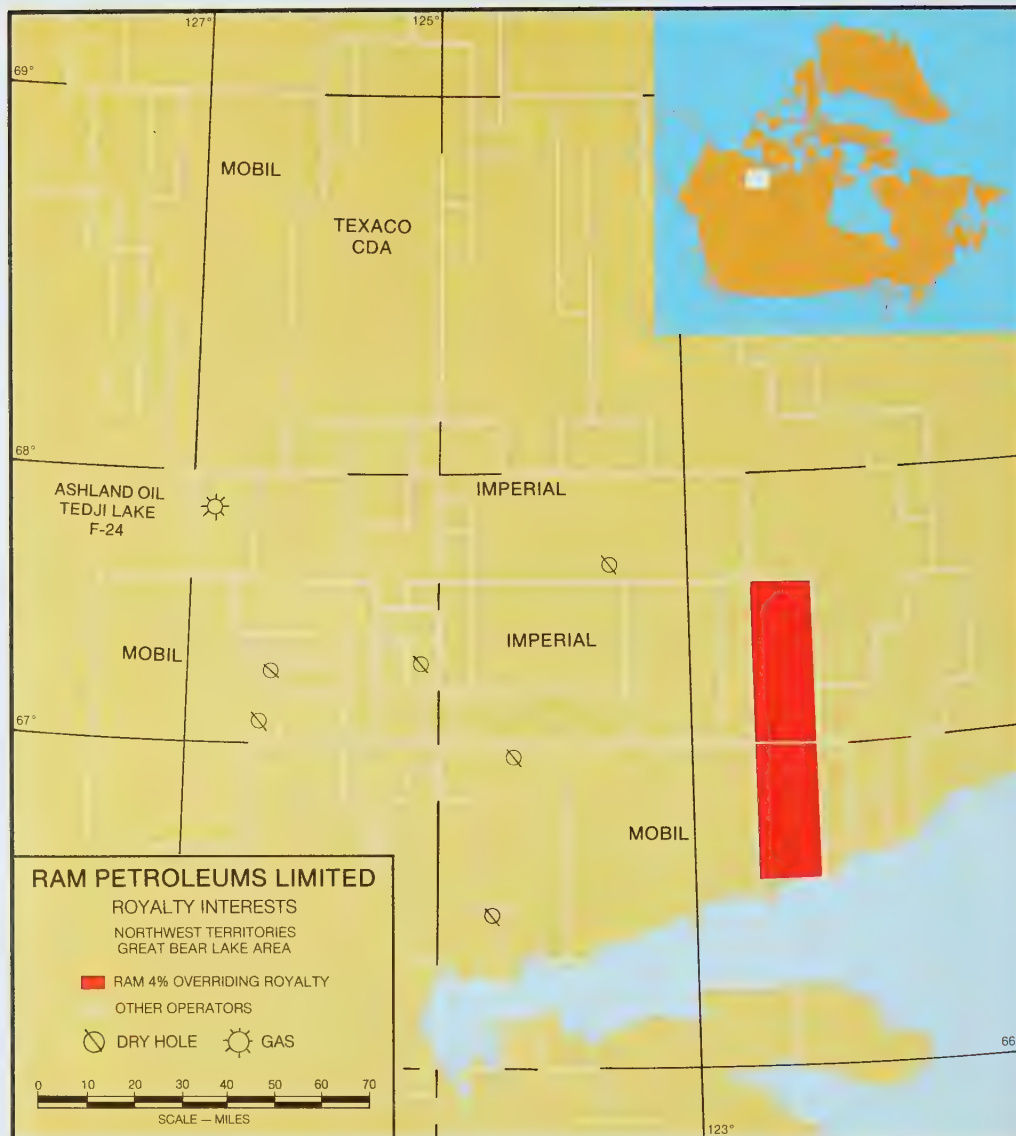 127°
125°
69°
MOBIL
TEXACO
CDA
68°
ASHLAND OIL
TEDJI LAKE
F-24
IMPERIAL
MOBIL
IMPERIAL
67°
MOBIL
RAM PETROLEUMS LIMITED
ROYALTY INTERESTS
NORTHWEST TERRITORIES
GREAT BEAR LAKE AREA
RAM 4% OVERRIDING ROYALTY
OTHER OPERATORS
DRY HOLE GAS
0 10 20 30 40 50 60 70
SCALE — MILES
66
123°